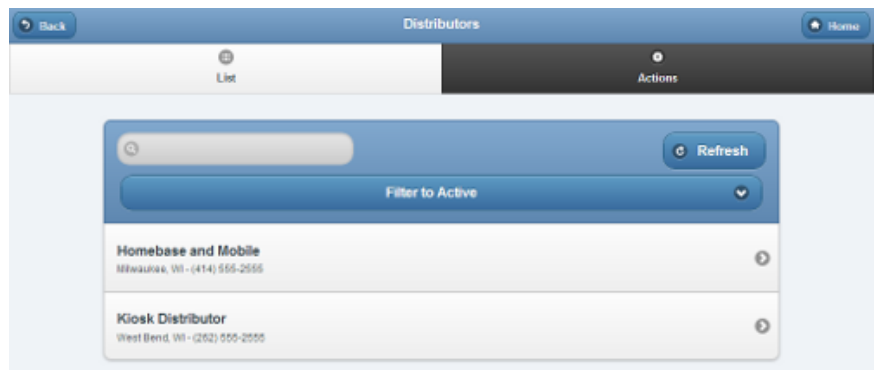 Back
Distributors
Home
List
Actions
Refresh
Filter to Active
Homebase and Mobile
Milwaukee, WI - (414) 555-2555
Kiosk Distributor
West Bend, WI - (262) 555-2555